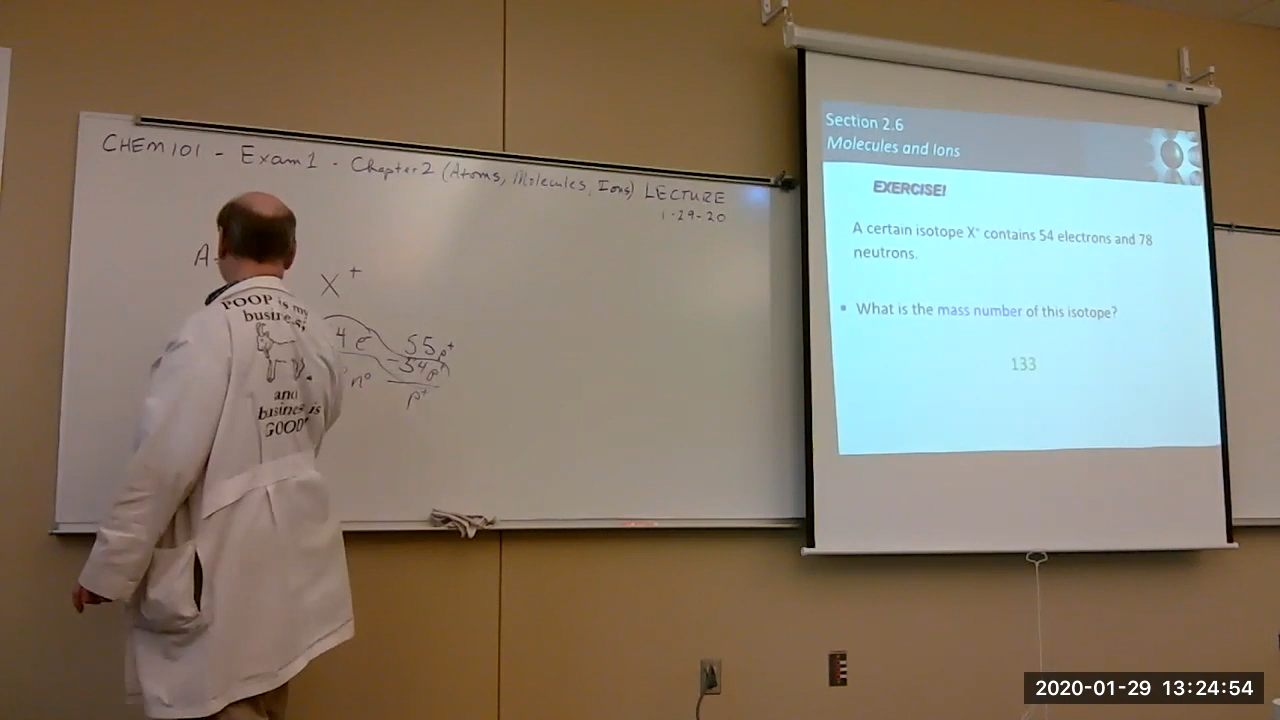 CHEM 101 - Exam 1 - Chapter 2 (Atoms, Molecules, Ions) LECTURE
1-29-20
A
X+
4 e 55 p+
-54 p+
n° p+
POOP is my
business
and
business is
GOOD
Section 2.6
Molecules and Ions
EXERCISE!
A certain isotope X+ contains 54 electrons and 78
neutrons.
• What is the mass number of this isotope?
133
2020-01-29 13:24:54